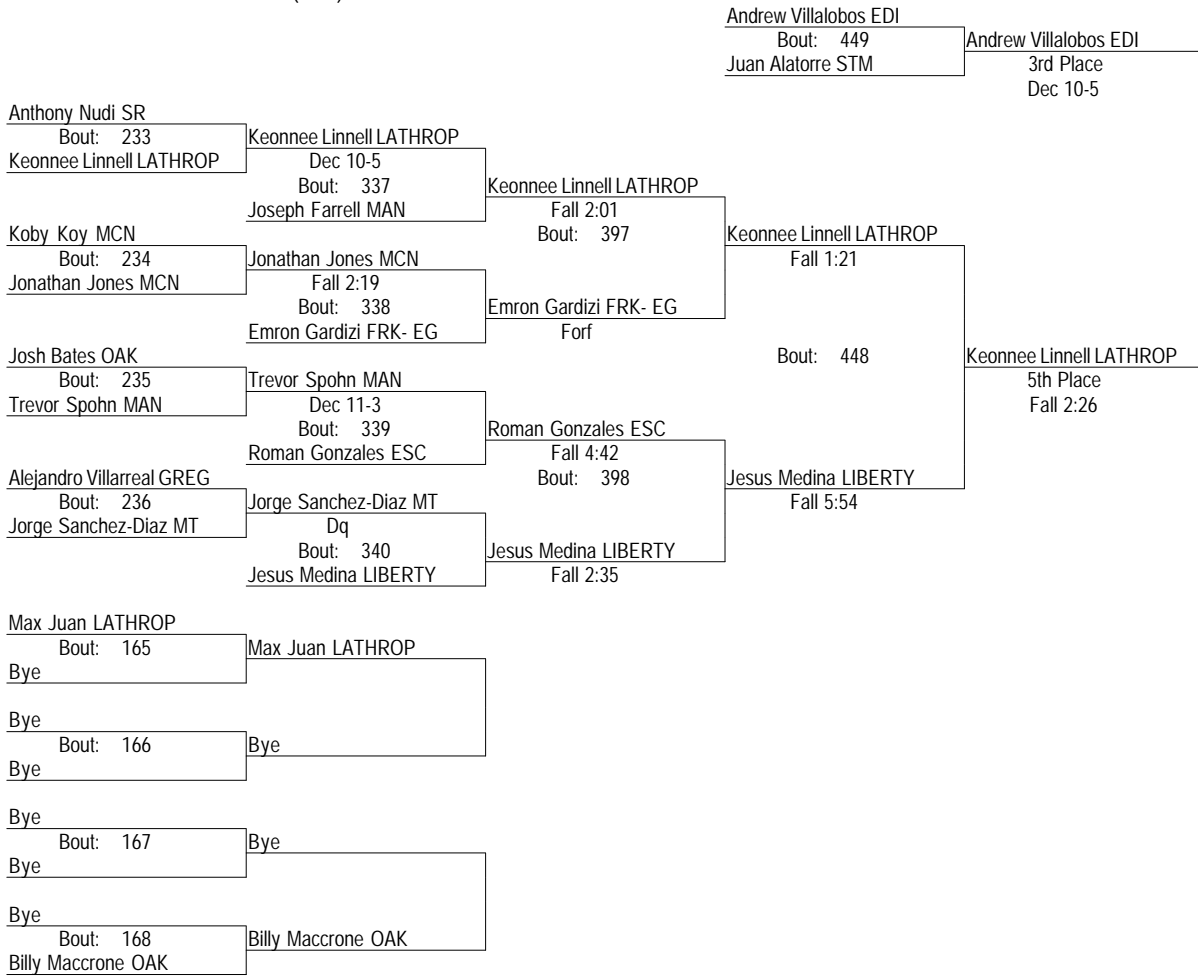 Andrew Villalobos EDI
Bout: 449
Andrew Villalobos EDI
Juan Alatorre STM
3rd Place
Dec 10-5
Anthony Nudi SR
Bout: 233
Keonnee Linnell LATHROP
Keonnee Linnell LATHROP
Dec 10-5
Bout: 337
Keonnee Linnell LATHROP
Joseph Farrell MAN
Fall 2:01
Koby Koy MCN
Bout: 397
Keonnee Linnell LATHROP
Bout: 234
Jonathan Jones MCN
Fall 1:21
Jonathan Jones MCN
Fall 2:19
Bout: 338
Emron Gardizi FRK- EG
Emron Gardizi FRK- EG
Forf
Josh Bates OAK
Bout: 448
Keonnee Linnell LATHROP
Bout: 235
Trevor Spohn MAN
5th Place
Trevor Spohn MAN
Dec 11-3
Fall 2:26
Bout: 339
Roman Gonzales ESC
Roman Gonzales ESC
Fall 4:42
Alejandro Villarreal GREG
Bout: 398
Jesus Medina LIBERTY
Bout: 236
Jorge Sanchez-Diaz MT
Fall 5:54
Jorge Sanchez-Diaz MT
Dq
Bout: 340
Jesus Medina LIBERTY
Jesus Medina LIBERTY
Fall 2:35
Max Juan LATHROP
Bout: 165
Max Juan LATHROP
Bye
Bye
Bout: 166
Bye
Bye
Bye
Bout: 167
Bye
Bye
Bye
Bout: 168
Billy Maccrone OAK
Billy Maccrone OAK